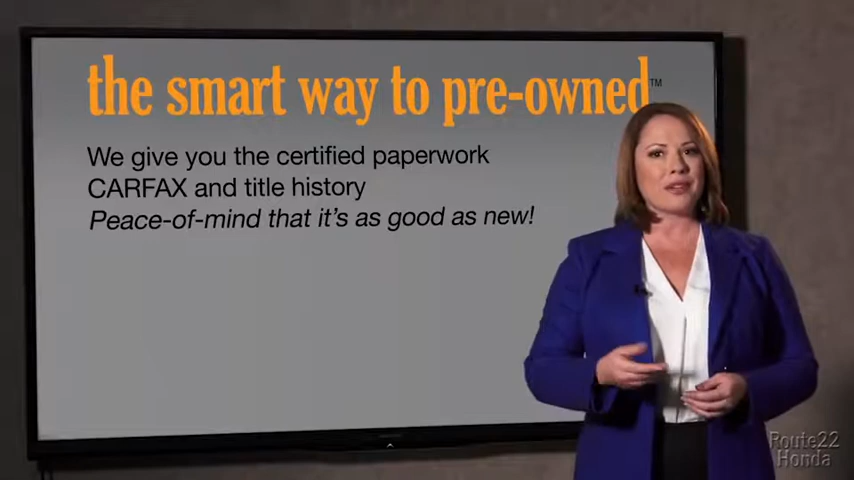 the smart way to pre-owned™
We give you the certified paperwork
CARFAX and title history
Peace-of-mind that it's as good as new!
Route22
Honda